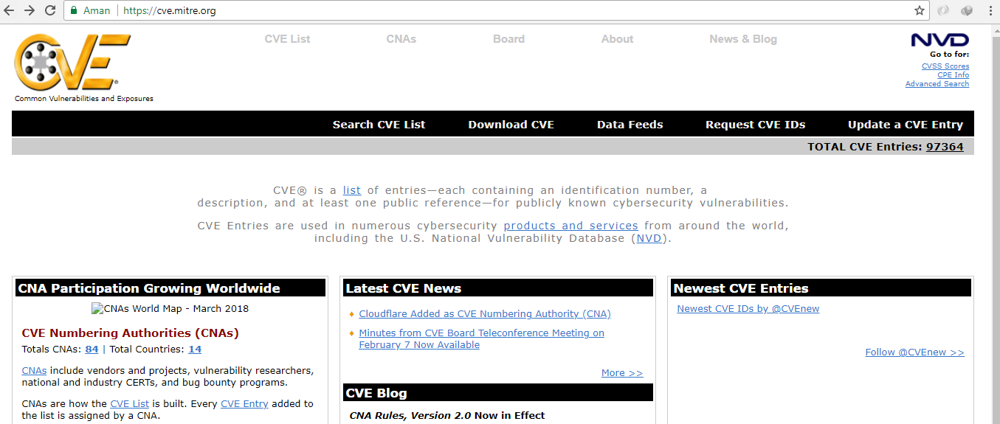 Aman
https://cve.mitre.org
CVE
Common Vulnerabilities and Exposures
CVE List
CNAs
Board
About
News & Blog
NVD
Go to for:
CVSS Scores
CPE Info
Advanced Search
Search CVE List
Download CVE
Data Feeds
Request CVE IDs
Update a CVE Entry
TOTAL CVE Entries: 97364
CVE® is a list of entries—each containing an identification number, a
description, and at least one public reference—for publicly known cybersecurity vulnerabilities.
CVE Entries are used in numerous cybersecurity products and services from around the world,
including the U.S. National Vulnerability Database (NVD).
CNA Participation Growing Worldwide
CNAs World Map - March 2018
CVE Numbering Authorities (CNAs)
Totals CNAs: 84 | Total Countries: 14
CNAs include vendors and projects, vulnerability researchers,
national and industry CERTs, and bug bounty programs.
CNAs are how the CVE List is built. Every CVE Entry added to
the list is assigned by a CNA.
Latest CVE News
Cloudflare Added as CVE Numbering Authority (CNA)
Minutes from CVE Board Teleconference Meeting on
February 7 Now Available
More >>
CVE Blog
CNA Rules, Version 2.0 Now in Effect
Newest CVE Entries
Newest CVE IDs by @CVEnew
Follow @CVEnew >>